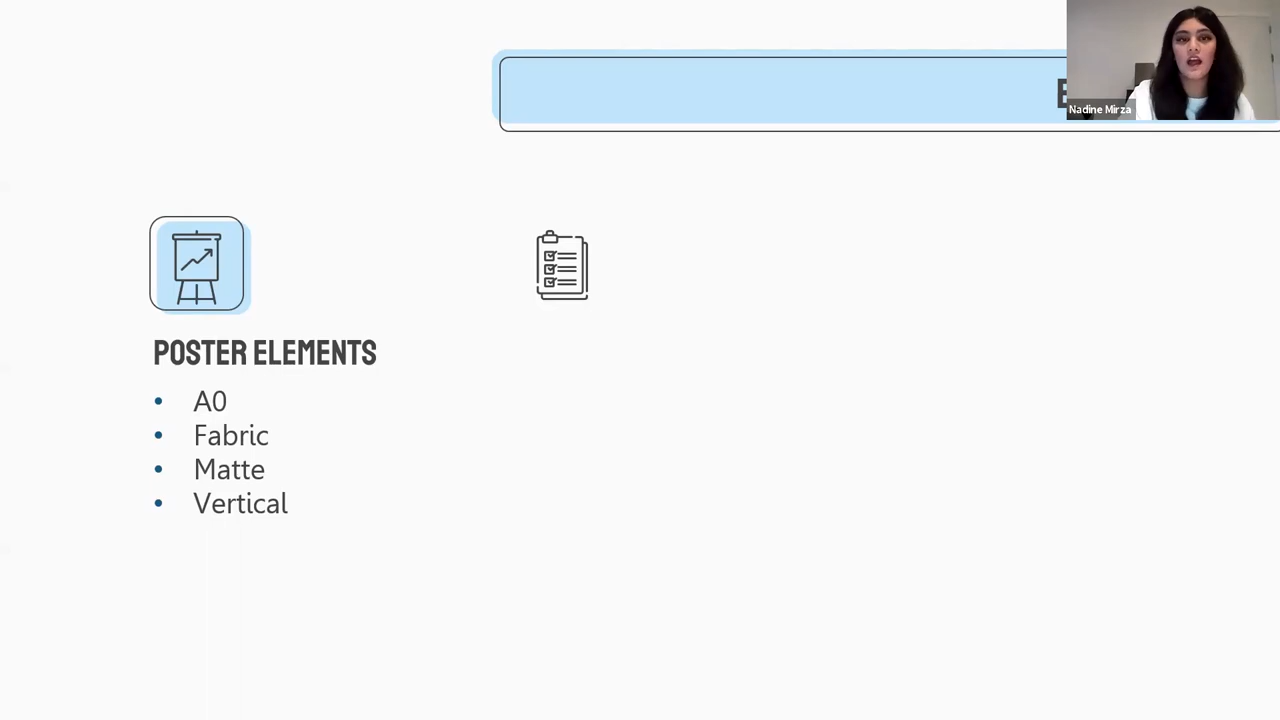 Nadine Mirza
POSTER ELEMENTS
• A0
• Fabric
• Matte
• Vertical